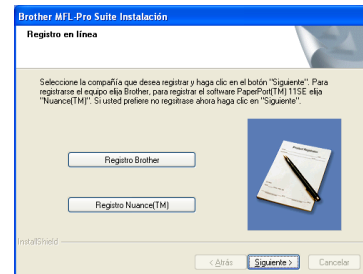 Brother MFL-Pro Suite Instalación
Registro en línea
Seleccione la compañía que desea registrar y haga clic en el botón "Siguiente". Para
registrarse el equipo elija Brother, para registrar el software PaperPort(TM) 11SE elija
"Nuance(TM)". Si usted prefiere no regsitrase ahora haga clic en "Siguiente".
Registro Brother
Registro Nuance(TM)
InstallShield
< Atrás
Siguiente >
Cancelar